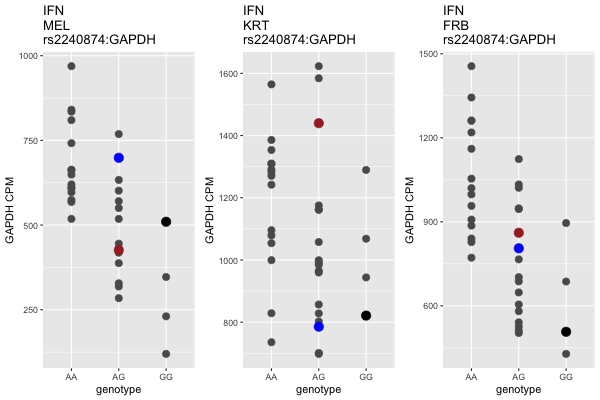 IFN
MEL
rs2240874:GAPDH
GAPDH CPM
1000
750
500
250
AA
AG
GG
genotype
IFN
KRT
rs2240874:GAPDH
GAPDH CPM
1600
1400
1200
1000
800
AA
AG
GG
genotype
IFN
FRB
rs2240874:GAPDH
GAPDH CPM
1500
1200
900
600
AA
AG
GG
genotype